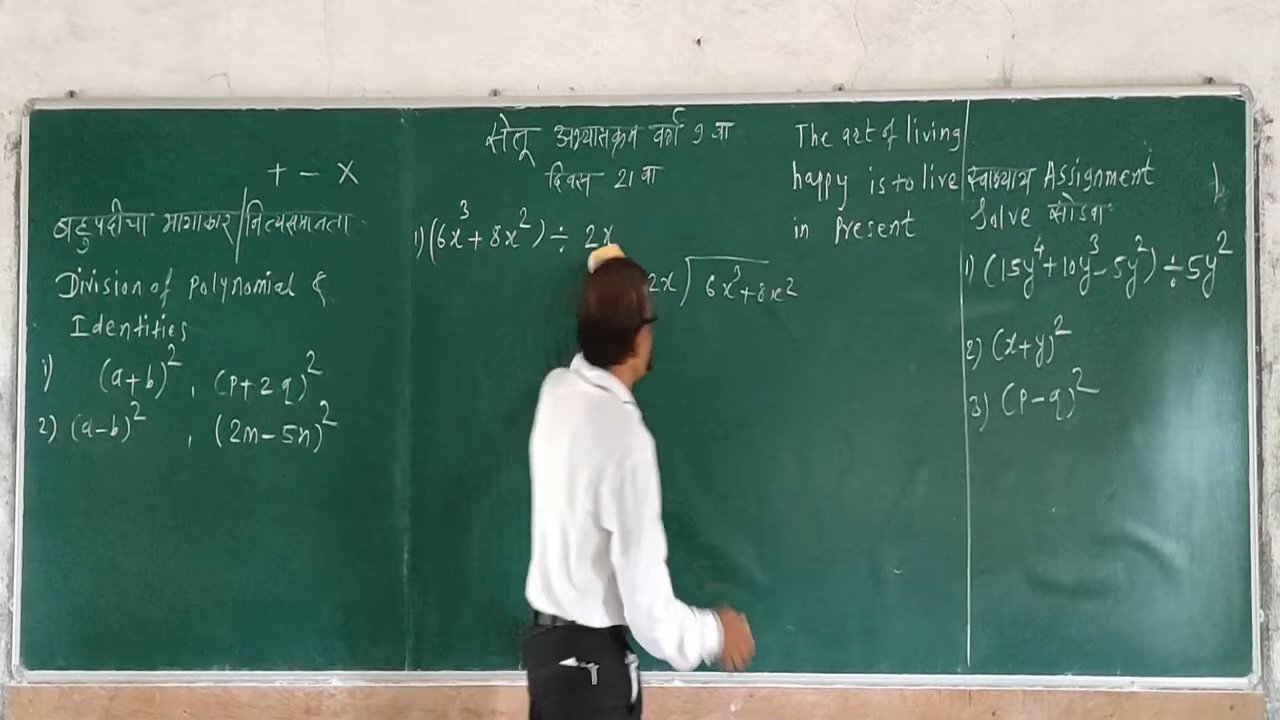 + − ×
बहुपदीचा भागाकार/नित्यसमानता
Division of Polynomial &
Identities
1) (a+b)², (p+2q)²
2) (a−b)², (2m−5n)²
सेतू अभ्यासक्रम वर्ग 9 वा
दिवस 21 वा
1) (6x³+8x²) ÷ 2x
2x) 6x³+8x²
The art of living
happy is to live
in Present
स्वाध्याय Assignment
Solve सोडवा
1) (15y⁴+10y³−5y²) ÷ 5y²
2) (x+y)²
3) (p−q)²